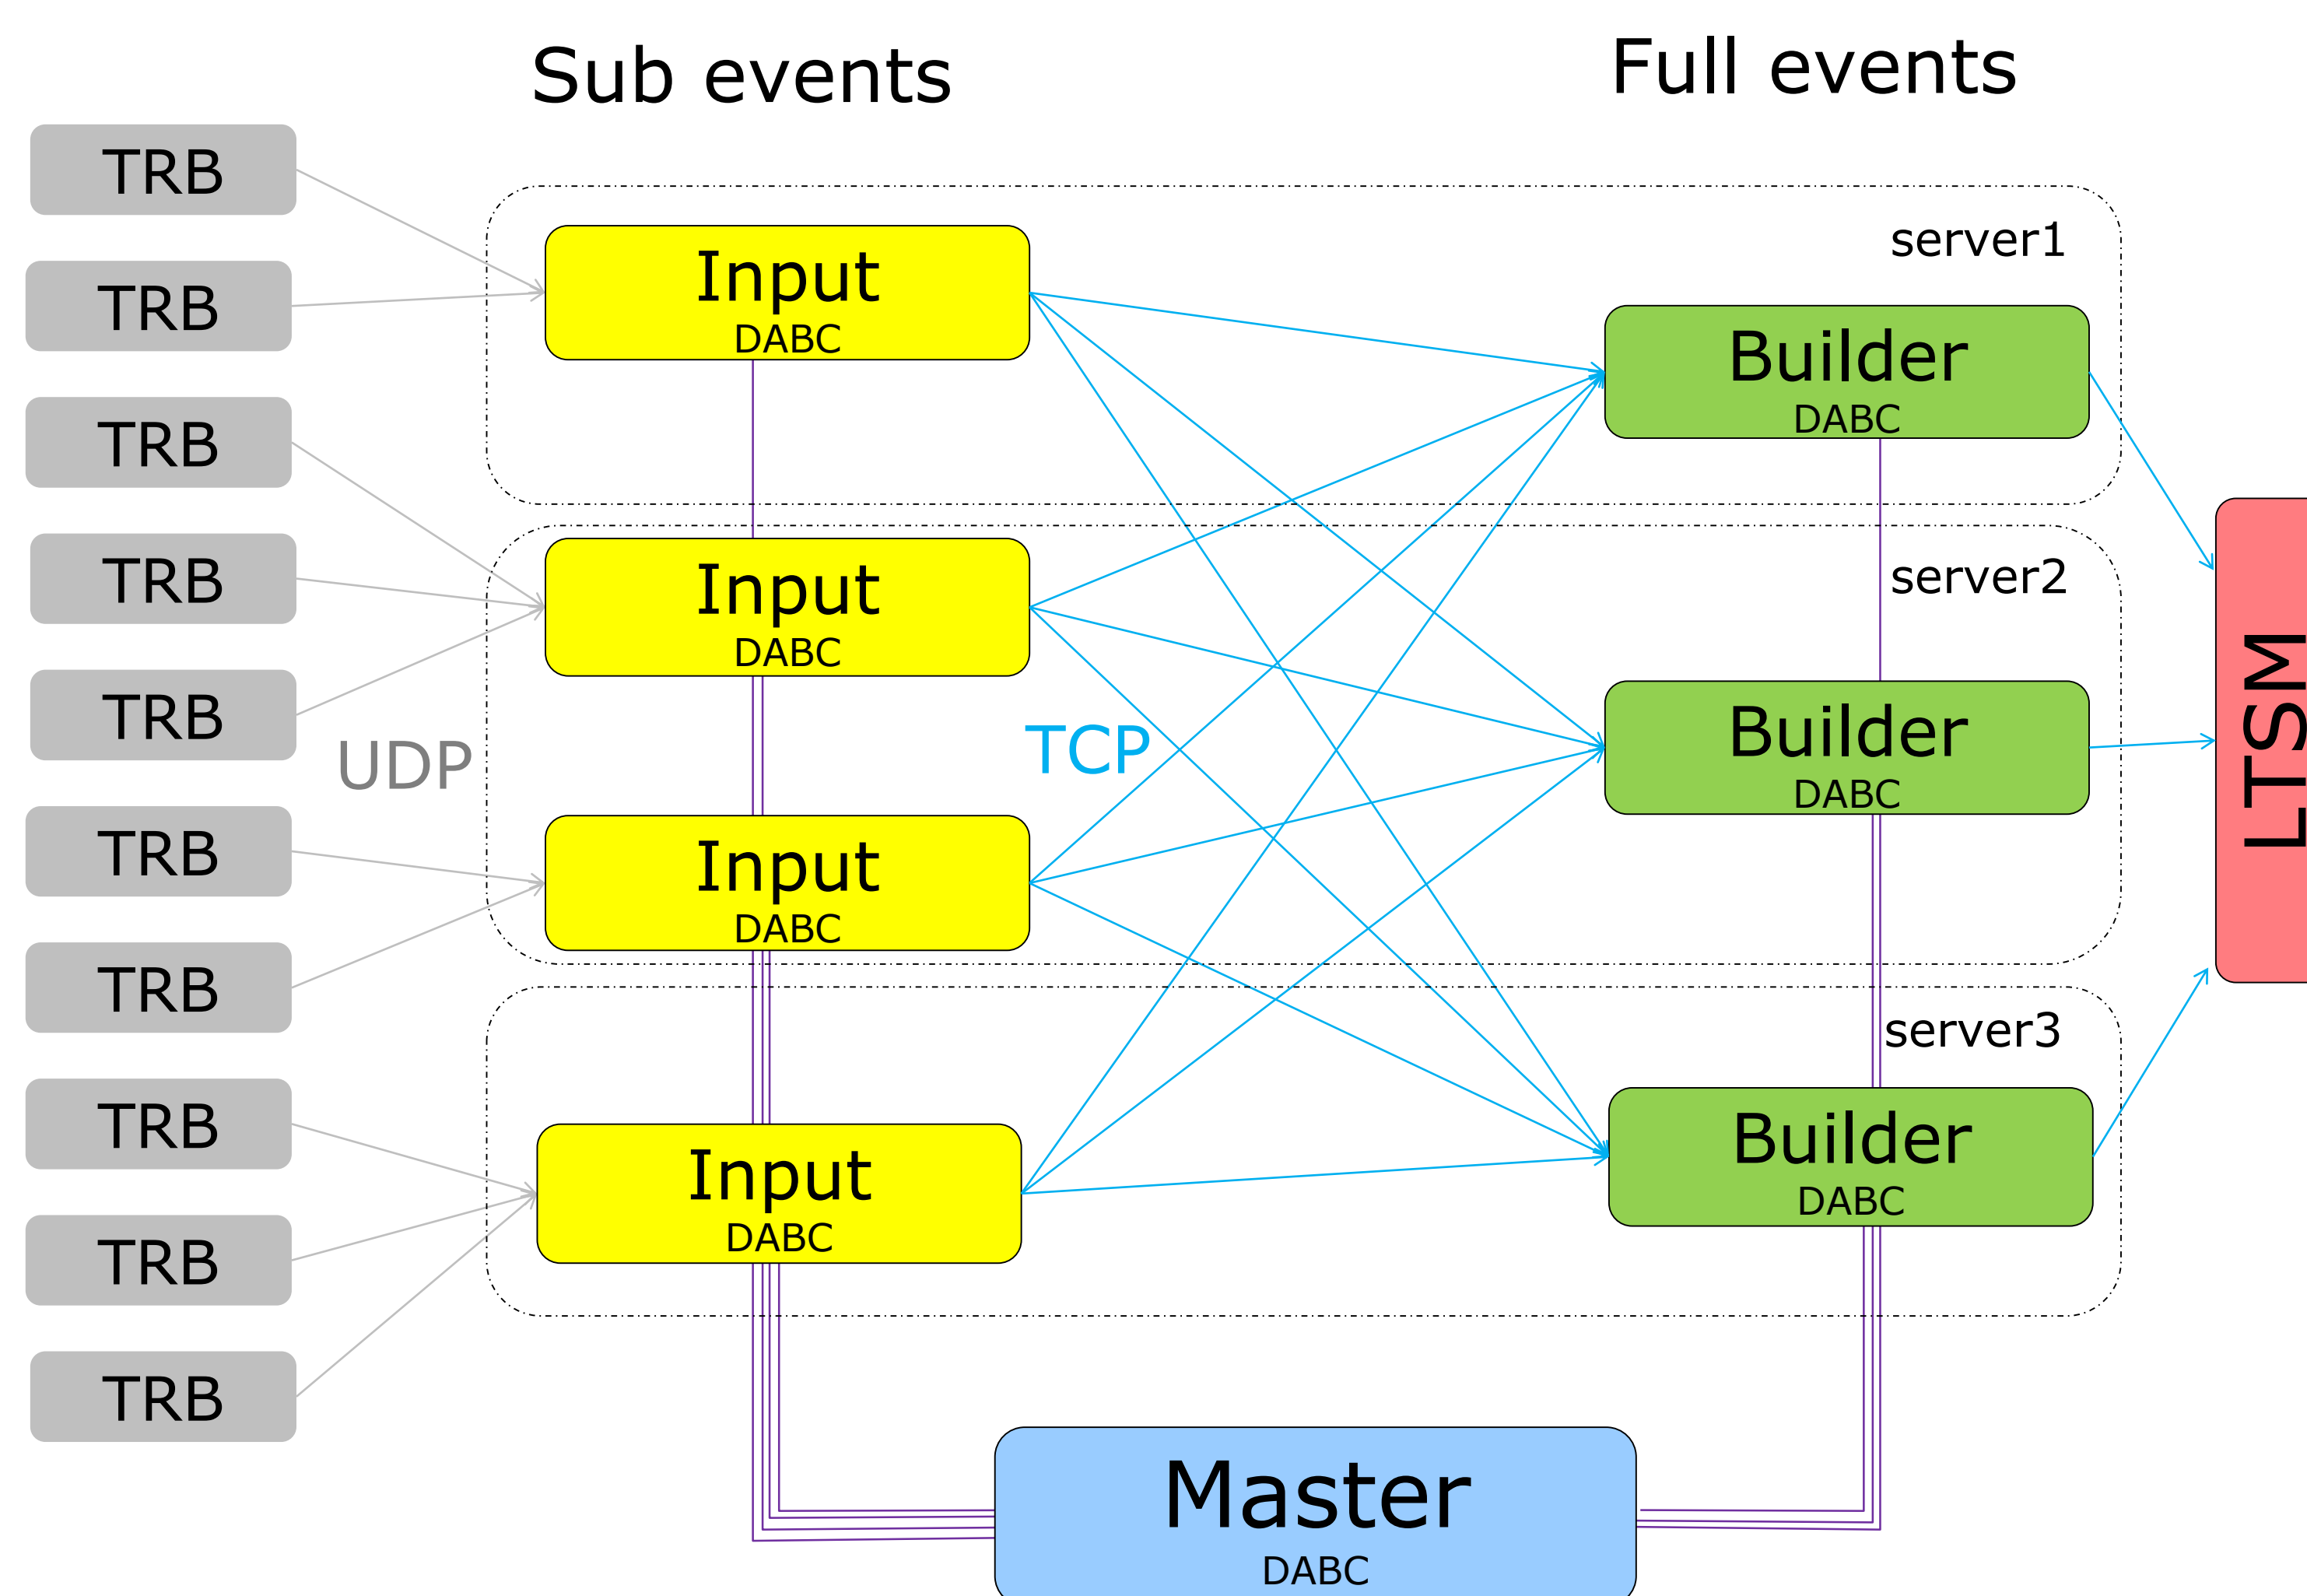 Sub events
Full events
TRB
TRB
TRB
TRB
TRB
TRB
TRB
TRB
TRB
TRB
UDP
Input
DABC
Input
DABC
Input
DABC
Input
DABC
TCP
server1
Builder
DABC
server2
Builder
DABC
server3
Builder
DABC
LTSM
Master
DABC